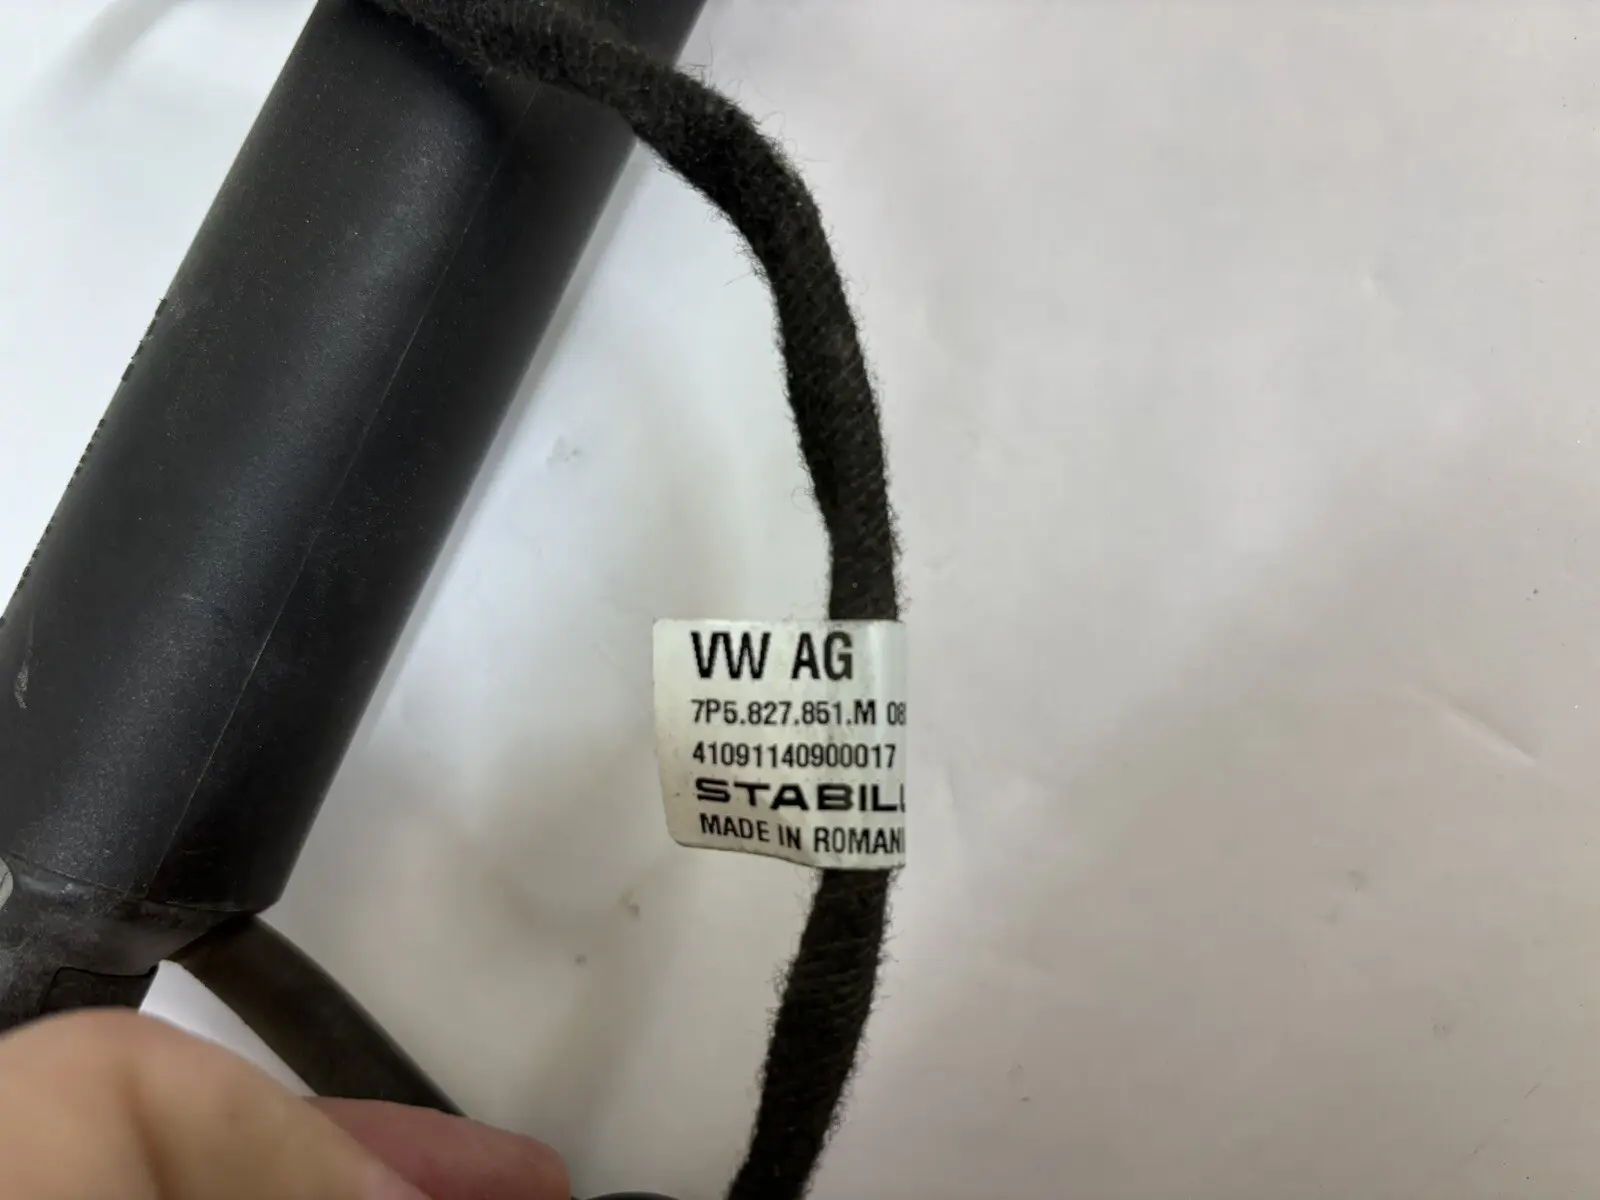 VW AG
7P5.827.851.M 08
41091140900017
STABIL
MADE IN ROMAN